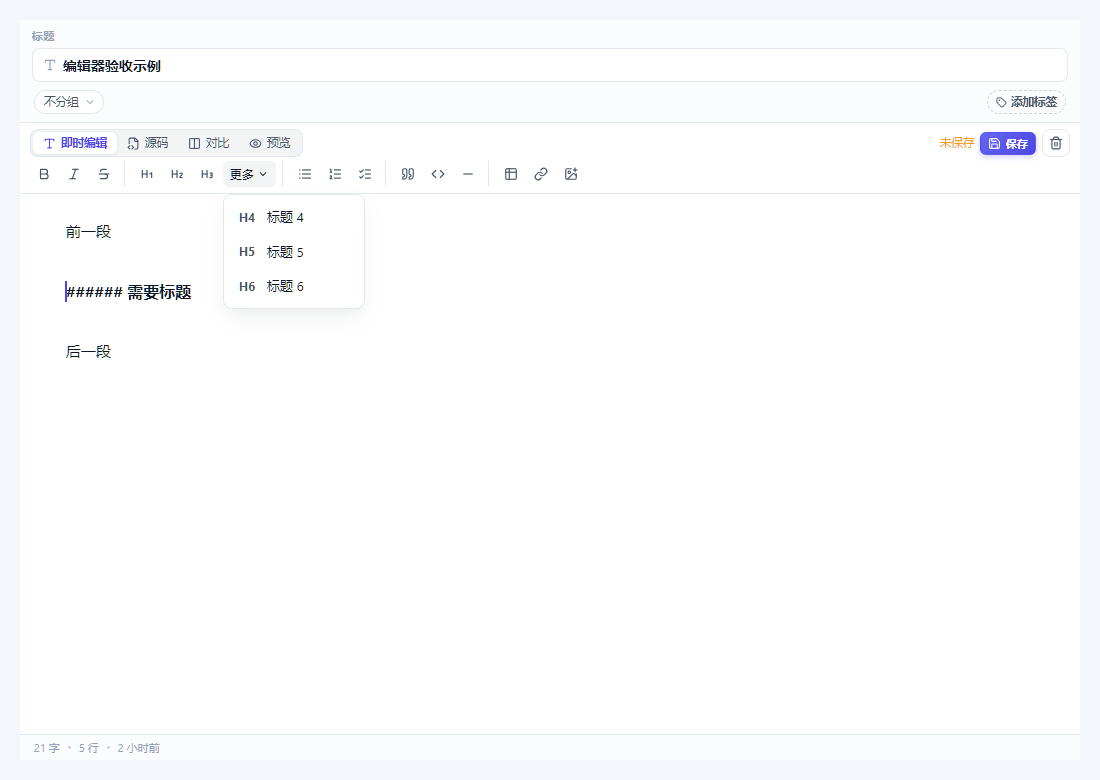 标题
编辑器验收示例
不分组
添加标签
即时编辑 源码 对比 预览
未保存 保存
B I S H1 H2 H3 更多
H4 标题 4
H5 标题 5
H6 标题 6
前一段
###### 需要标题
后一段
21 字 • 5 行 • 2 小时前